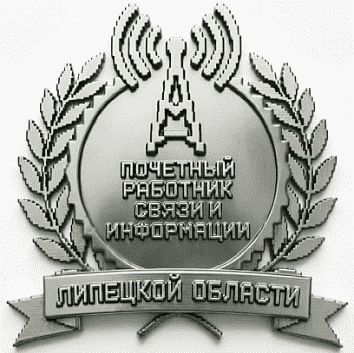 ПОЧЕТНЫЙ
РАБОТНИК
СВЯЗИ И
ИНФОРМАЦИИ
ЛИПЕЦКОЙ ОБЛАСТИ